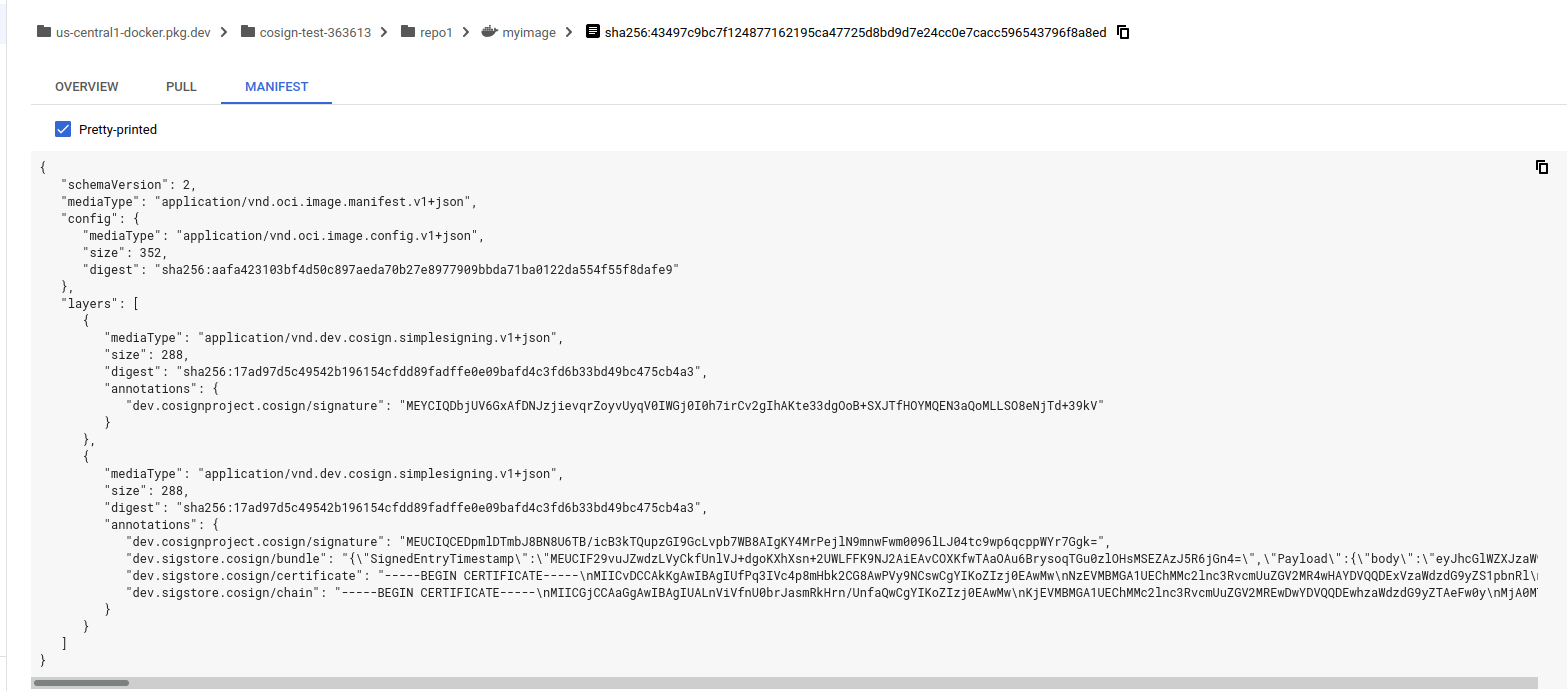 us-central1-docker.pkg.dev > cosign-test-363613 > repo1 > myimage > sha256:43497c9bc7f124877162195ca47725d8bd9d7e24cc0e7cacc596543796f8a8ed
OVERVIEW PULL MANIFEST
Pretty-printed
{
"schemaVersion": 2,
"mediaType": "application/vnd.oci.image.manifest.v1+json",
"config": {
"mediaType": "application/vnd.oci.image.config.v1+json",
"size": 352,
"digest": "sha256:aafa423103bf4d50c897aeda70b27e8977909bbda71ba0122da554f55f8dafe9"
},
"layers": [
{
"mediaType": "application/vnd.dev.cosign.simplesigning.v1+json",
"size": 288,
"digest": "sha256:17ad97d5c49542b196154cfdd89fadffe0e09bafd4c3fd6b33bd49bc475cb4a3",
"annotations": {
"dev.cosignproject.cosign/signature": "MEYCIQDbjUV6GxAfDNJzjievqrZoyvUyqV0IWGj0I0h7irCv2gIhAKte33dgOoB+SXJTfHOYMQEN3aQoMLLSO8eNjTd+39kV"
}
},
{
"mediaType": "application/vnd.dev.cosign.simplesigning.v1+json",
"size": 288,
"digest": "sha256:17ad97d5c49542b196154cfdd89fadffe0e09bafd4c3fd6b33bd49bc475cb4a3",
"annotations": {
"dev.cosignproject.cosign/signature": "MEUCIQCEDpmlDTmbJ8BN8U6TB/icB3kTQupzGI9GcLvpb7WB8AIgKY4MrPejlN9mnwFwm0096lLJ04tc9wp6qcppWYr7Ggk=",
"dev.sigstore.cosign/bundle": "{\"SignedEntryTimestamp\":\"MEUCIF29vuJZwdzLVyCkfUnlVJ+dgoKXhXsn+2UWLFFK9NJ2AiEAvCOXKfwTAaOAu6BrysoqTGu0zlOHsMSEZAzJ5R6jGn4=\",\"Payload\":{\"body\":\"eyJhcGlWZXJzaW
"dev.sigstore.cosign/certificate": "-----BEGIN CERTIFICATE-----\nMIICvDCCAkKgAwIBAgIUfPq3IVc4p8mHbk2CG8AwPVy9NCswCgYIKoZIzj0EAwMw\nNzEVMBMGA1UEChMMc2lnc3RvcmUuZGV2MR4wHAYDVQQDExVzaWdzdG9yZS1pbnRl\
"dev.sigstore.cosign/chain": "-----BEGIN CERTIFICATE-----\nMIICGjCCAaGgAwIBAgIUALnViVfnU0brJasmRkHrn/UnfaQwCgYIKoZIzj0EAwMw\nKjEVMBMGA1UEChMMc2lnc3RvcmUuZGV2MREwDwYDVQQDEwhzaWdzdG9yZTAeFw0y\nMjA0M
}
}
]
}